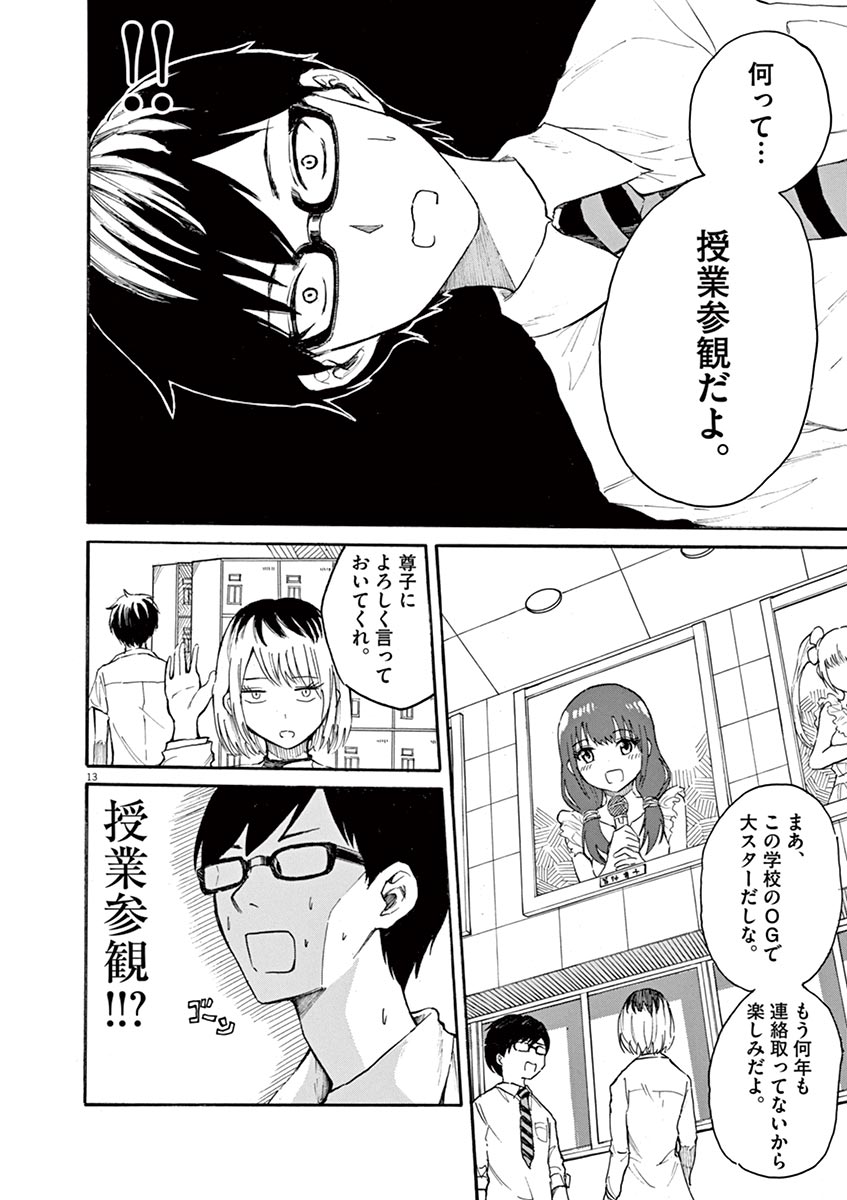 何って…
授業参観だよ。
!!
まあ、
この学校のOGで
大スターだしな。
もう何年も
連絡取ってないから
楽しみだよ。
尊子に
よろしく言って
おいてくれ。
授業参観!!?
ゴーン
13